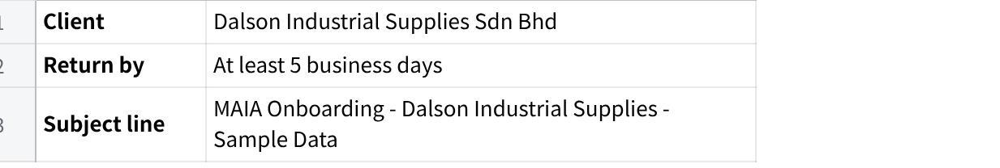 1 Client Dalson Industrial Supplies Sdn Bhd
2 Return by At least 5 business days
3 Subject line MAIA Onboarding - Dalson Industrial Supplies -
Sample Data